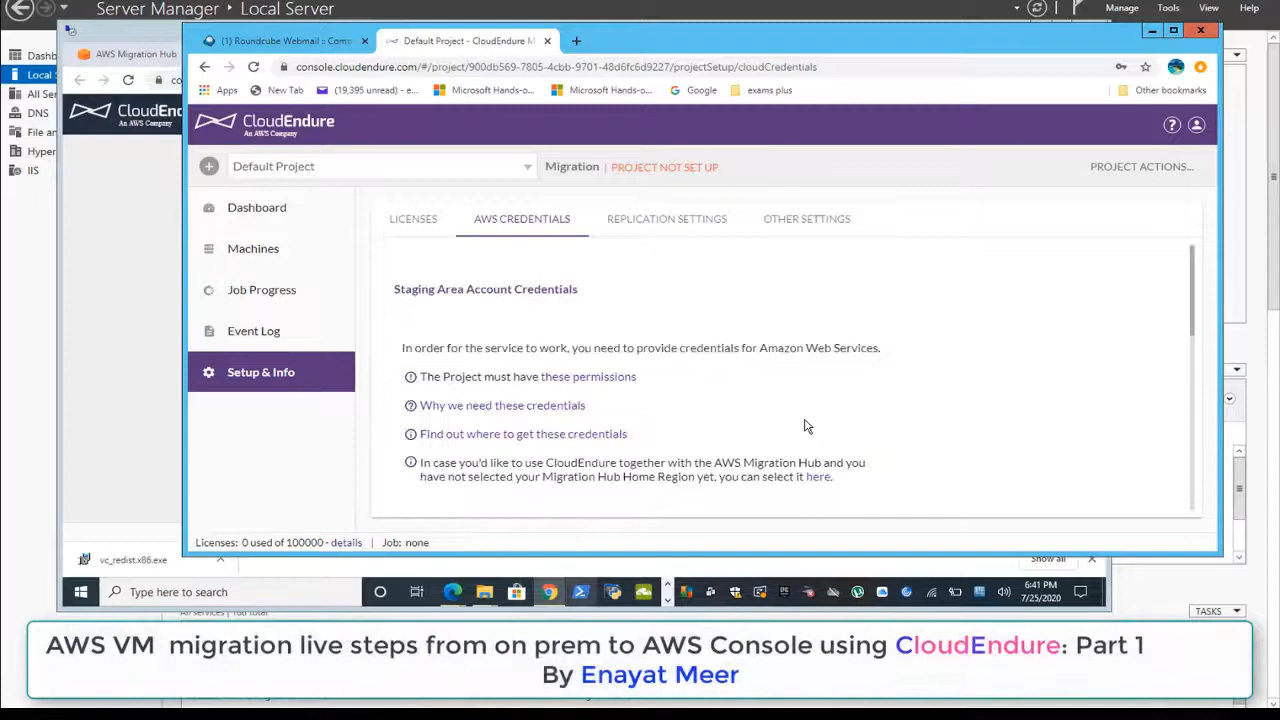 Server Manager
Local Server
Manage
Tools
View
Help
Dashb
Local
All Ser
DNS
File an
Hyper
IIS
AWS Migration Hub
co
CloudEnd
An AWS Company
(1) Roundcube Webmail :: Comp
Default Project - CloudEndure M
console.cloudendure.com/#/project/900db569-7876-4cbb-9701-48d6fc6d9227/projectSetup/cloudCredentials
Apps
New Tab
(19,395 unread) - e...
Microsoft Hands-o...
Microsoft Hands-o...
Google
exams plus
Other bookmarks
CloudEndure
An AWS Company
Default Project
Migration | PROJECT NOT SET UP
PROJECT ACTIONS...
Dashboard
Machines
Job Progress
Event Log
Setup & Info
LICENSES
AWS CREDENTIALS
REPLICATION SETTINGS
OTHER SETTINGS
Staging Area Account Credentials
In order for the service to work, you need to provide credentials for Amazon Web Services.
The Project must have these permissions
Why we need these credentials
Find out where to get these credentials
In case you'd like to use CloudEndure together with the AWS Migration Hub and you
have not selected your Migration Hub Home Region yet, you can select it here.
Licenses: 0 used of 100000 - details | Job: none
vc_redist.x86.exe
Show all
Type here to search
6:41 PM
7/25/2020
TASKS
AWS VM migration live steps from on prem to AWS Console using CloudEndure: Part 1
By Enayat Meer